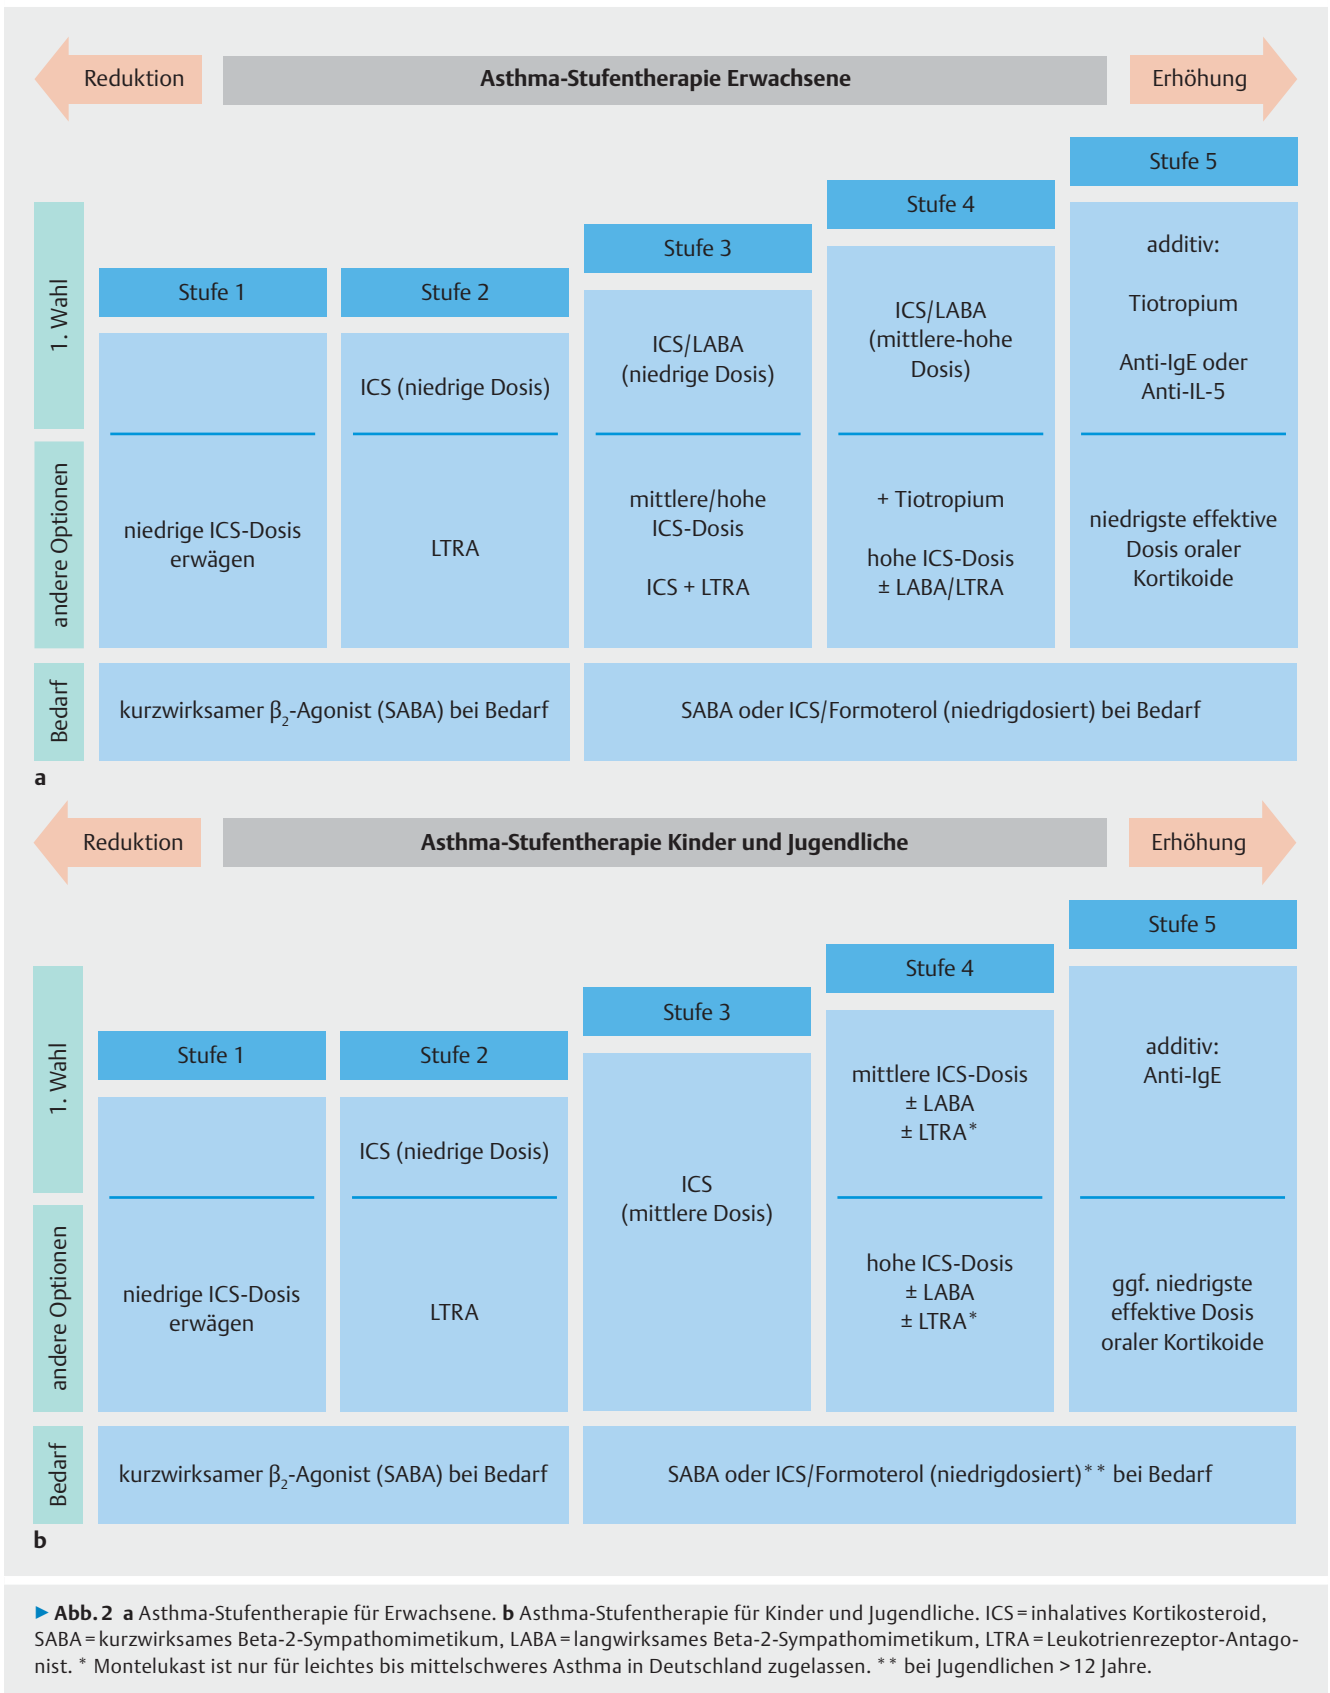 Reduktion
Asthma-Stufentherapie Erwachsene
Erhöhung
1. Wahl
andere Optionen
Bedarf
Stufe 1
niedrige ICS-Dosis
erwägen
Stufe 2
ICS (niedrige Dosis)
LTRA
Stufe 3
ICS/LABA
(niedrige Dosis)
mittlere/hohe
ICS-Dosis
ICS + LTRA
Stufe 4
ICS/LABA
(mittlere-hohe
Dosis)
+ Tiotropium
hohe ICS-Dosis
± LABA/LTRA
Stufe 5
additiv:
Tiotropium
Anti-IgE oder
Anti-IL-5
niedrigste effektive
Dosis oraler
Kortikoide
kurzwirksamer β₂-Agonist (SABA) bei Bedarf
SABA oder ICS/Formoterol (niedrigdosiert) bei Bedarf
a
Reduktion
Asthma-Stufentherapie Kinder und Jugendliche
Erhöhung
1. Wahl
andere Optionen
Bedarf
Stufe 1
niedrige ICS-Dosis
erwägen
Stufe 2
ICS (niedrige Dosis)
LTRA
Stufe 3
ICS
(mittlere Dosis)
Stufe 4
mittlere ICS-Dosis
± LABA
± LTRA*
hohe ICS-Dosis
± LABA
± LTRA*
Stufe 5
additiv:
Anti-IgE
ggf. niedrigste
effektive Dosis
oraler Kortikoide
kurzwirksamer β₂-Agonist (SABA) bei Bedarf
SABA oder ICS/Formoterol (niedrigdosiert)** bei Bedarf
b
▶ Abb. 2 a Asthma-Stufentherapie für Erwachsene. b Asthma-Stufentherapie für Kinder und Jugendliche. ICS = inhalatives Kortikosteroid,
SABA = kurzwirksames Beta-2-Sympathomimetikum, LABA = langwirksames Beta-2-Sympathomimetikum, LTRA = Leukotrienrezeptor-Antago-
nist. * Montelukast ist nur für leichtes bis mittelschweres Asthma in Deutschland zugelassen. ** bei Jugendlichen > 12 Jahre.